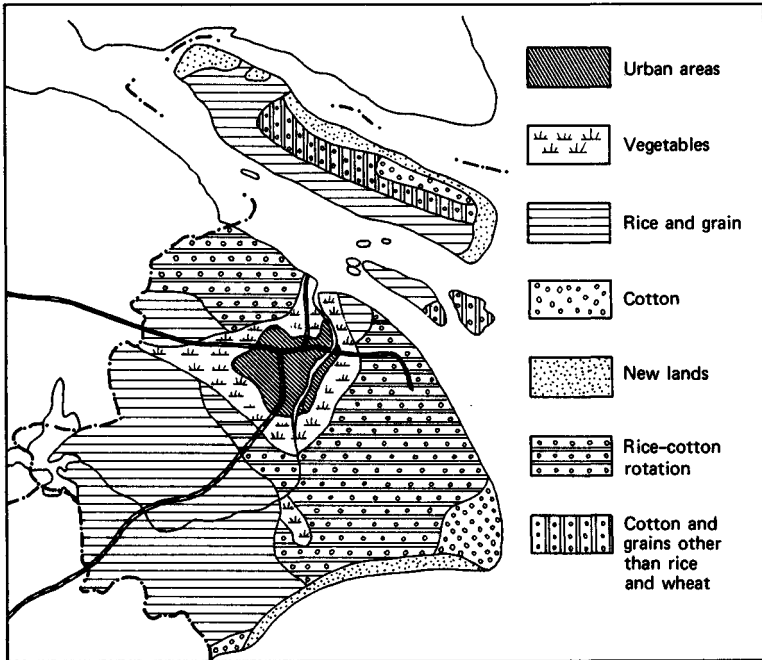 Urban areas
Vegetables
Rice and grain
Cotton
New lands
Rice-cotton
rotation
Cotton and
grains other
than rice
and wheat